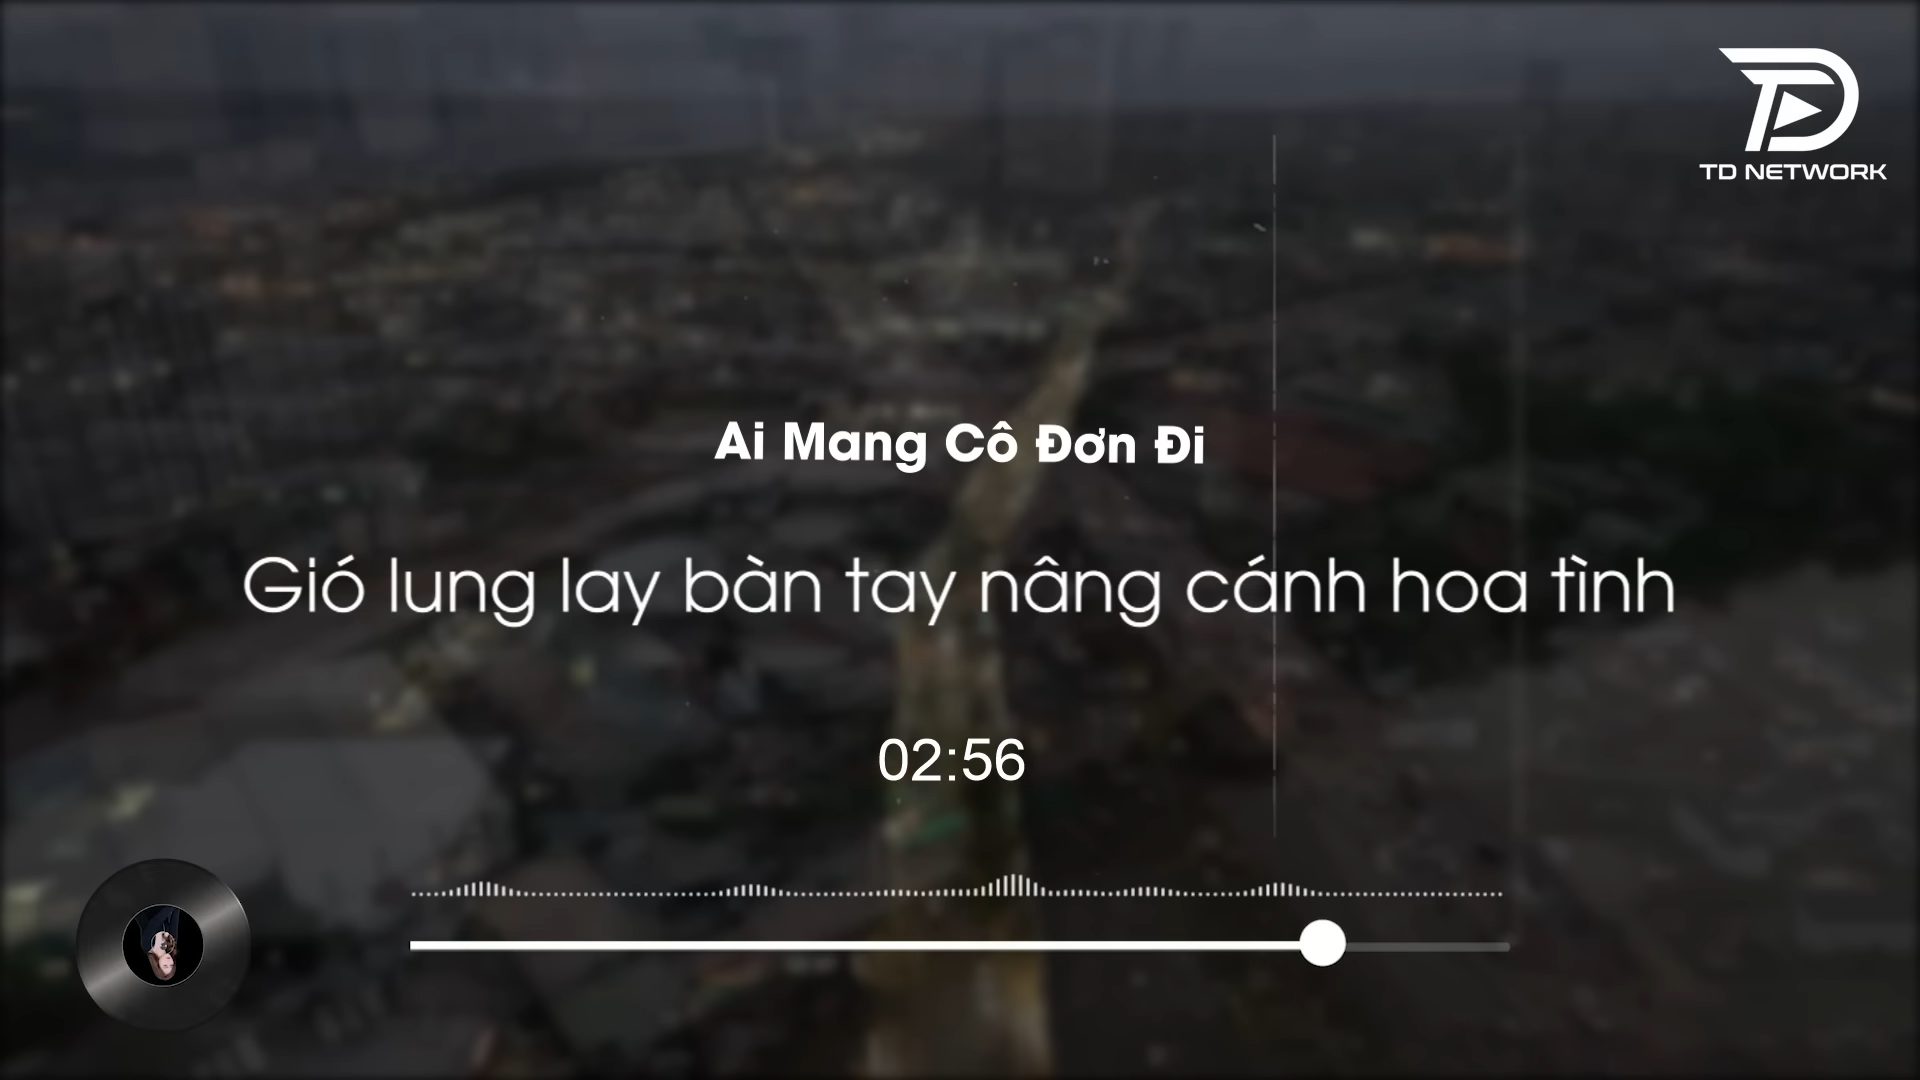 TD NETWORK
Ai Mang Cô Đơn Đi
Gió lung lay bàn tay nâng cánh hoa tình
02:56